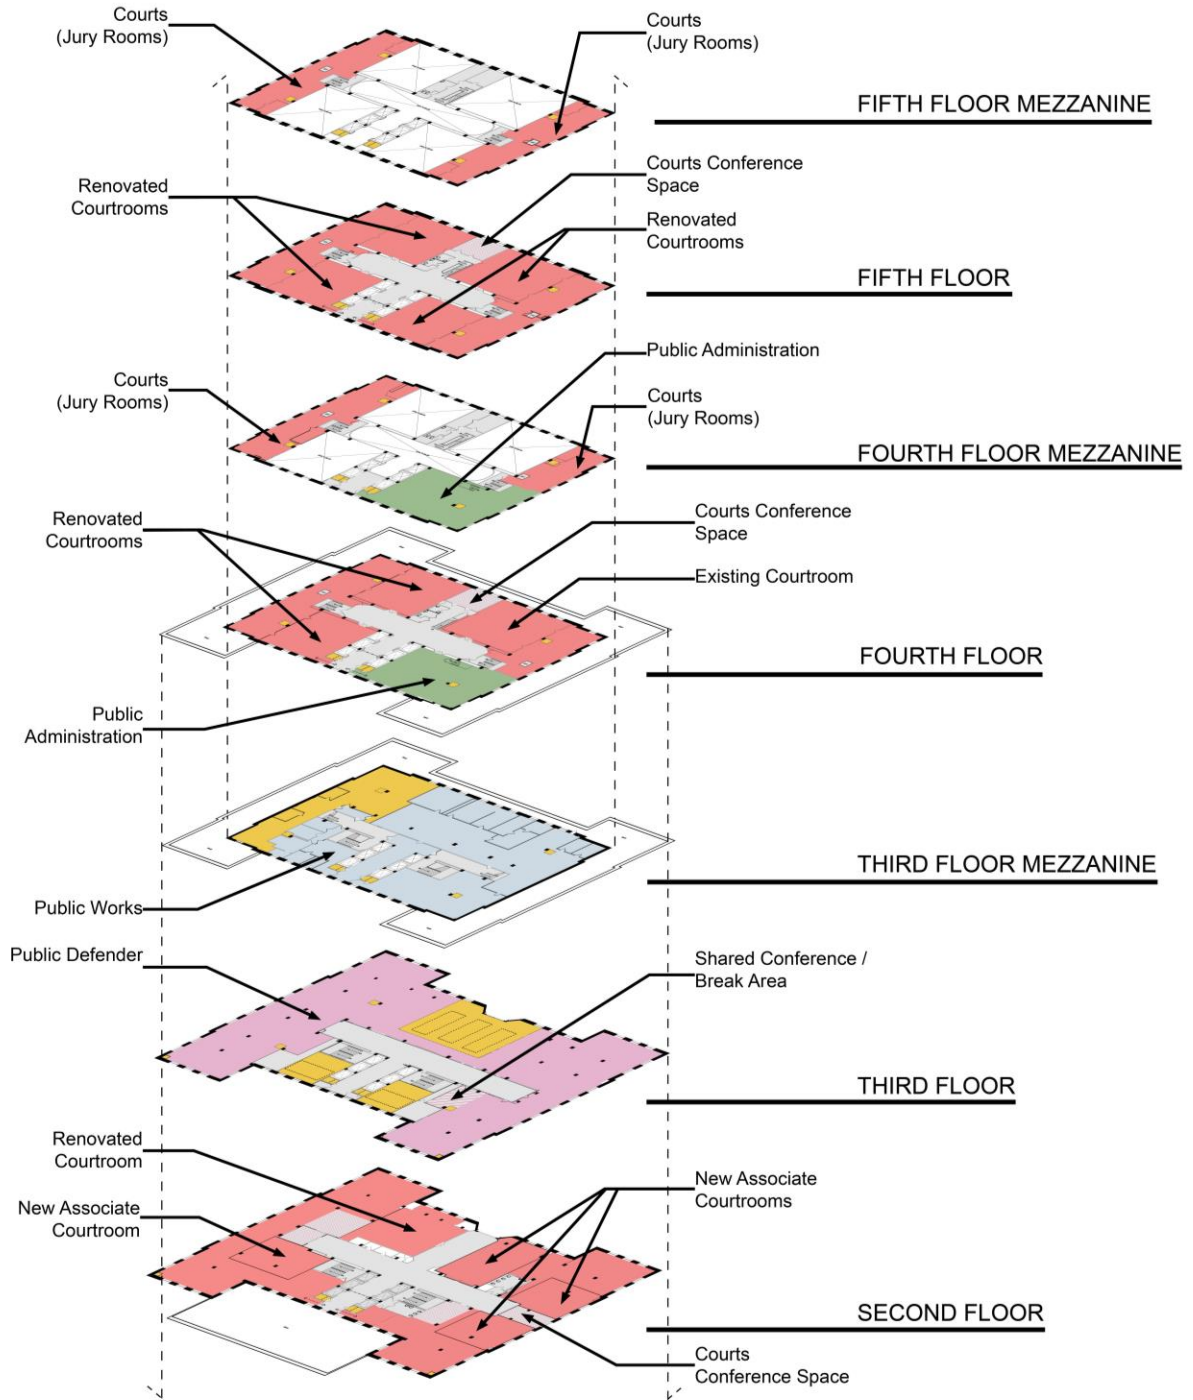 Courts
(Jury Rooms)
Courts
(Jury Rooms)
FIFTH FLOOR MEZZANINE
Renovated
Courtrooms
Courts Conference
Space
Renovated
Courtrooms
FIFTH FLOOR
Public Administration
Courts
(Jury Rooms)
Courts
(Jury Rooms)
FOURTH FLOOR MEZZANINE
Renovated
Courtrooms
Courts Conference
Space
Existing Courtroom
FOURTH FLOOR
Public
Administration
THIRD FLOOR MEZZANINE
Public Works
Public Defender
Shared Conference /
Break Area
THIRD FLOOR
Renovated
Courtroom
New Associate
Courtroom
New Associate
Courtrooms
SECOND FLOOR
Courts
Conference Space